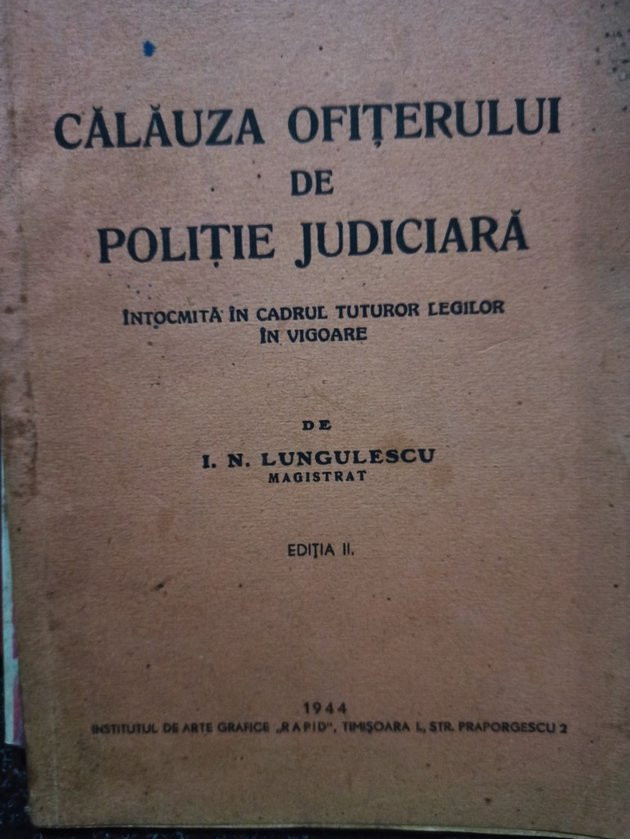 CĂLĂUZA OFIȚERULUI
DE
POLIȚIE JUDICIARĂ
ÎNTOCMITĂ ÎN CADRUL TUTUROR LEGILOR
ÎN VIGOARE
DE
I. N. LUNGULESCU
MAGISTRAT
EDIȚIA II.
1944
INSTITUTUL DE ARTE GRAFICE „RAPID", TIMIȘOARA I., STR. PRAPORGESCU 2